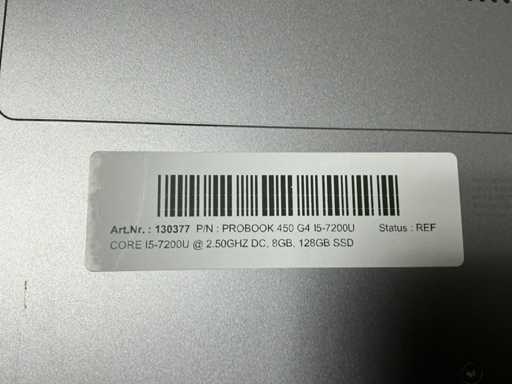 Art.Nr. : 130377 P/N : PROBOOK 450 G4 I5-7200U Status : REF
CORE I5-7200U @ 2.50GHZ DC, 8GB, 128GB SSD